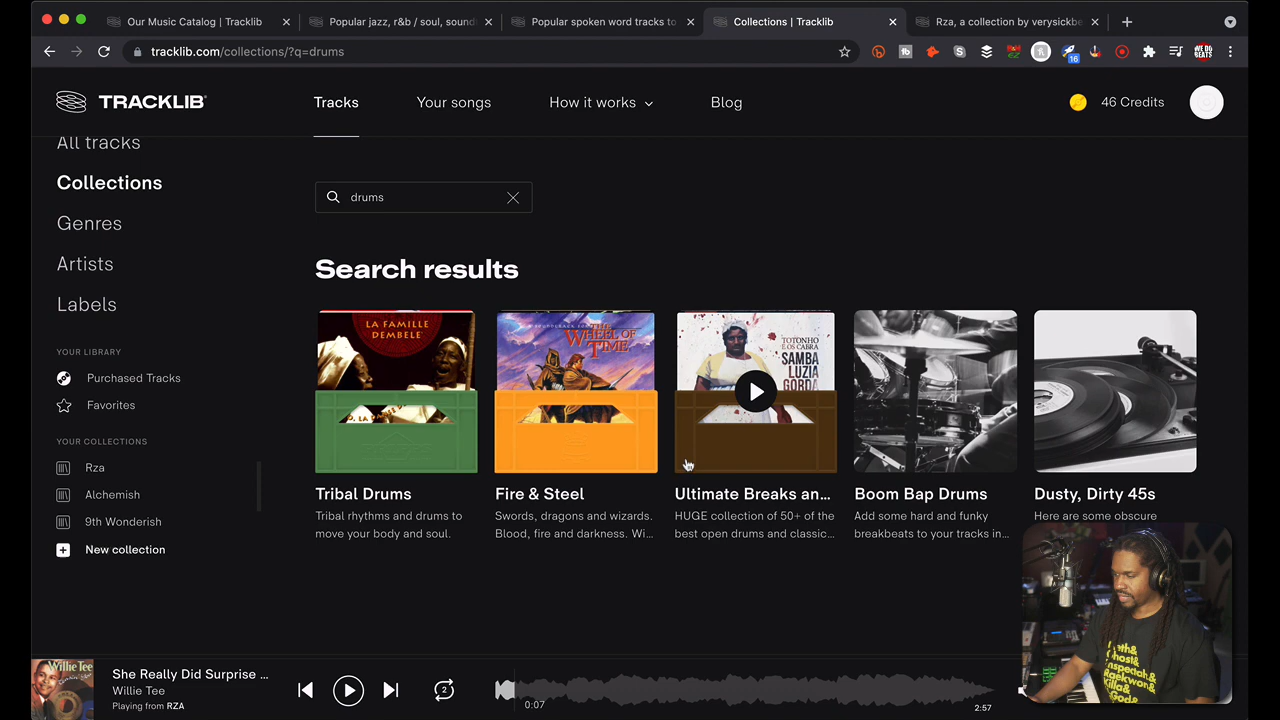 Our Music Catalog | Tracklib
Popular jazz, r&b / soul, sound
Popular spoken word tracks to
Collections | Tracklib
Rza, a collection by verysickbe
tracklib.com/collections/?q=drums
16
TRACKLIB
Tracks
Your songs
How it works
Blog
46 Credits
All tracks
Collections
Genres
Artists
Labels
YOUR LIBRARY
Purchased Tracks
Favorites
YOUR COLLECTIONS
Rza
Alchemish
9th Wonderish
New collection
drums
Search results
LA FAMILLE
DEMBELE
THE
WHEEL OF
TIME
TOTONHO
E OS CABRA
SAMBA
LUZIA
GORDA
Tribal Drums
Tribal rhythms and drums to
move your body and soul.
Fire & Steel
Swords, dragons and wizards.
Blood, fire and darkness. Wi...
Ultimate Breaks an...
HUGE collection of 50+ of the
best open drums and classic...
Boom Bap Drums
Add some hard and funky
breakbeats to your tracks in...
Dusty, Dirty 45s
Here are some obscure
Willie Tee
She Really Did Surprise ...
Willie Tee
Playing from RZA
2
0:07
2:57